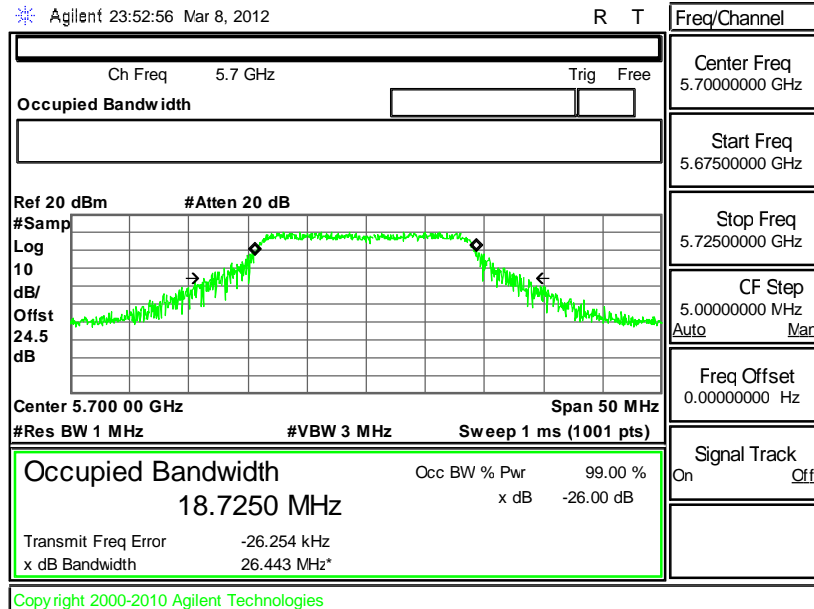 Agilent 23:52:56 Mar 8, 2012 R T
Freq/Channel
Ch Freq 5.7 GHz Trig Free
Occupied Bandwidth
Center Freq
5.70000000 GHz
Start Freq
5.67500000 GHz
Stop Freq
5.72500000 GHz
CF Step
5.00000000 MHz
Auto Man
Freq Offset
0.00000000 Hz
Signal Track
On Off
Ref 20 dBm #Atten 20 dB
#Samp
Log
10
dB/
Offst
24.5
dB
Center 5.700 00 GHz Span 50 MHz
#Res BW 1 MHz #VBW 3 MHz Sweep 1 ms (1001 pts)
Occupied Bandwidth
18.7250 MHz
Occ BW % Pwr 99.00 %
x dB -26.00 dB
Transmit Freq Error -26.254 kHz
x dB Bandwidth 26.443 MHz*
Copyright 2000-2010 Agilent Technologies